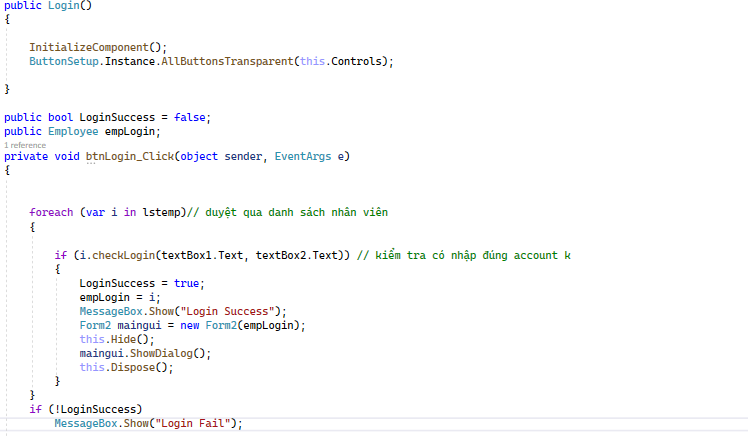 public Login()
{
InitializeComponent();
ButtonSetup.Instance.AllButtonsTransparent(this.Controls);
}
public bool LoginSuccess = false;
public Employee empLogin;
1 reference
private void btnLogin_Click(object sender, EventArgs e)
{
foreach (var i in lstemp)// duyệt qua danh sách nhân viên
{
if (i.checkLogin(textBox1.Text, textBox2.Text)) // kiểm tra có nhập đúng account k
{
LoginSuccess = true;
empLogin = i;
MessageBox.Show("Login Success");
Form2 maingui = new Form2(empLogin);
this.Hide();
maingui.ShowDialog();
this.Dispose();
}
}
if (!LoginSuccess)
MessageBox.Show("Login Fail");